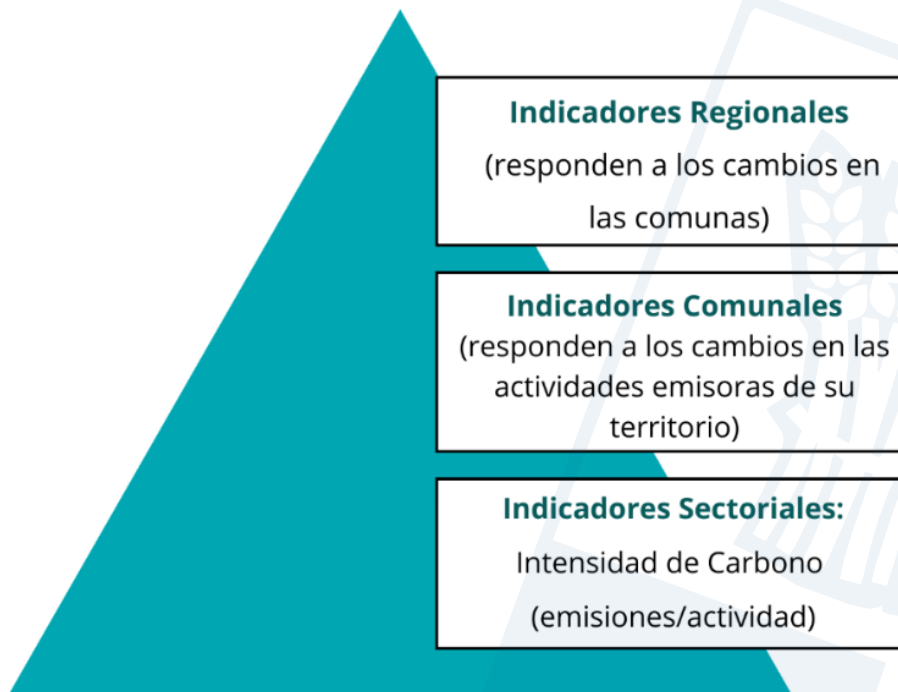 Indicadores Regionales
(responden a los cambios en
las comunas)
Indicadores Comunales
(responden a los cambios en las
actividades emisoras de su
territorio)
Indicadores Sectoriales:
Intensidad de Carbono
(emisiones/actividad)